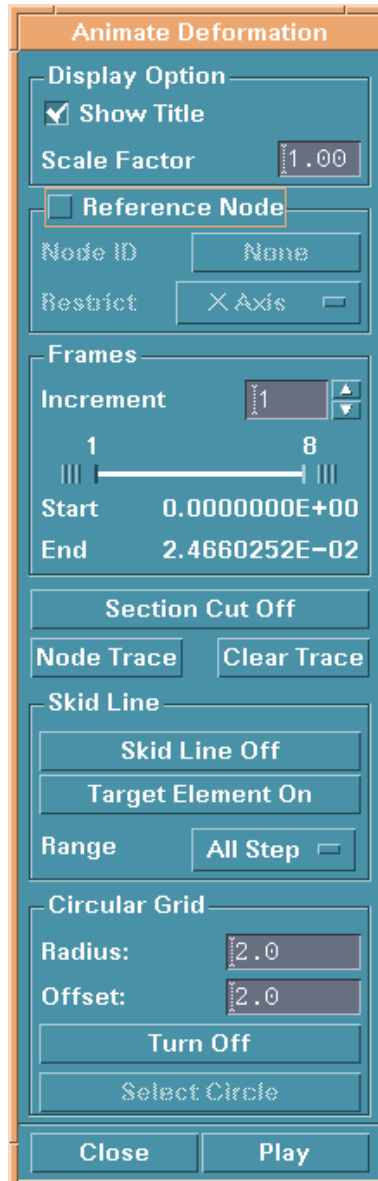 Animate Deformation
Display Option
Show Title
Scale Factor 1.00
Reference Node
Node ID None
Restrict X Axis
Frames
Increment 1
1 8
Start 0.0000000E+00
End 2.4660252E-02
Section Cut Off
Node Trace Clear Trace
Skid Line
Skid Line Off
Target Element On
Range All Step
Circular Grid
Radius: 2.0
Offset: 2.0
Turn Off
Select Circle
Close Play